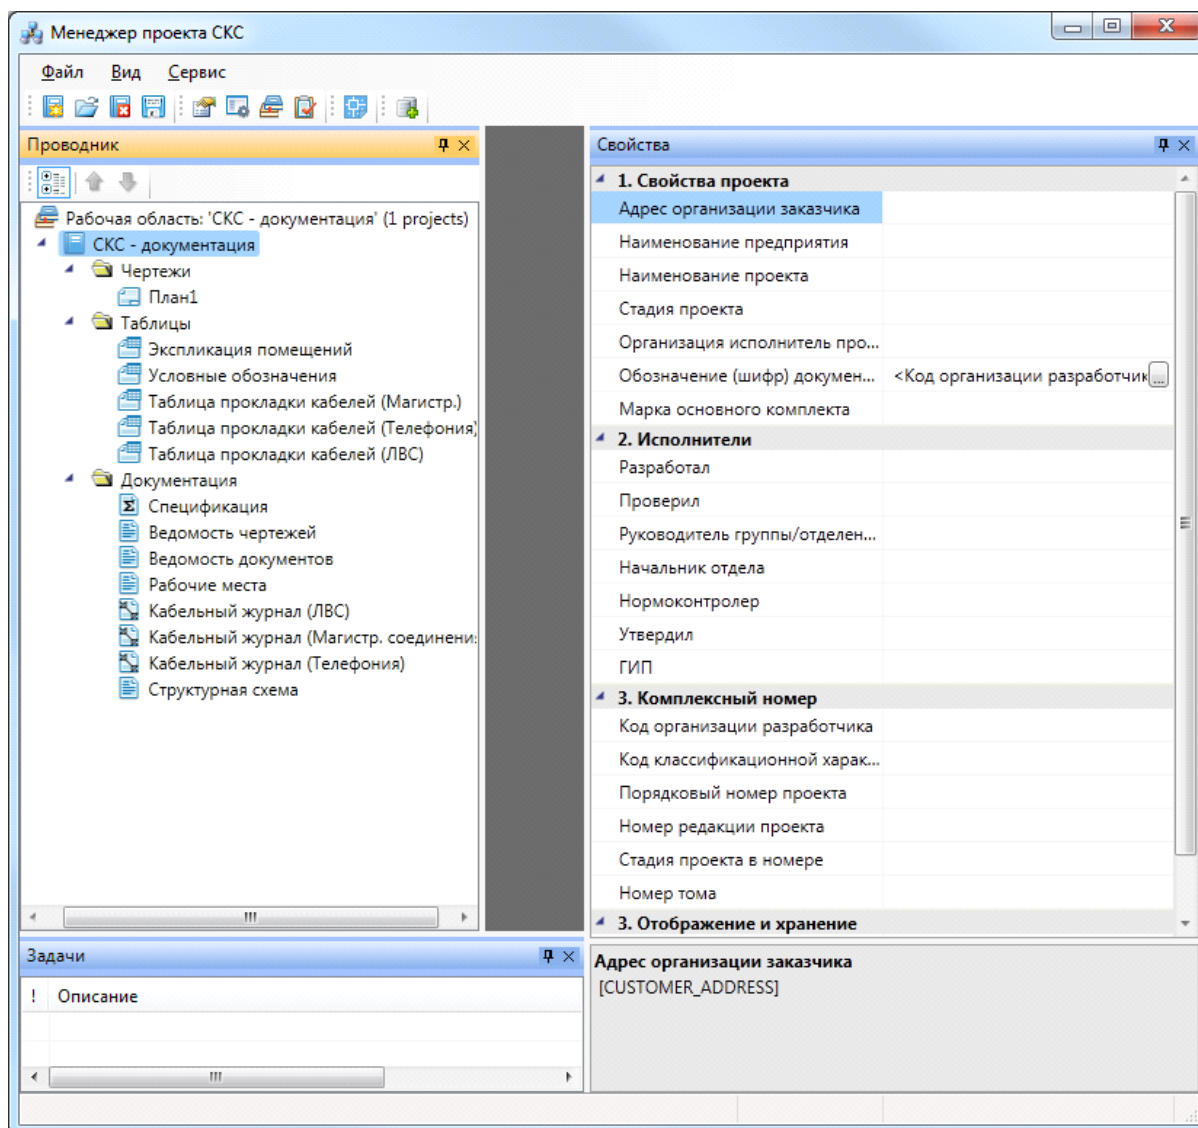 Менеджер проекта СКС
Файл Вид Сервис
Проводник
Рабочая область: 'СКС - документация' (1 projects)
СКС - документация
Чертежи
План1
Таблицы
Экспликация помещений
Условные обозначения
Таблица прокладки кабелей (Магистр.)
Таблица прокладки кабелей (Телефония)
Таблица прокладки кабелей (ЛВС)
Документация
Спецификация
Ведомость чертежей
Ведомость документов
Рабочие места
Кабельный журнал (ЛВС)
Кабельный журнал (Магистр. соединени
Кабельный журнал (Телефония)
Структурная схема
Задачи
! Описание
Свойства
1. Свойства проекта
Адрес организации заказчика
Наименование предприятия
Наименование проекта
Стадия проекта
Организация исполнитель про...
Обозначение (шифр) докумен... <Код организации разработчик ...
Марка основного комплекта
2. Исполнители
Разработал
Проверил
Руководитель группы/отделен...
Начальник отдела
Нормоконтролер
Утвердил
ГИП
3. Комплексный номер
Код организации разработчика
Код классификационной харак...
Порядковый номер проекта
Номер редакции проекта
Стадия проекта в номере
Номер тома
3. Отображение и хранение
Адрес организации заказчика
[CUSTOMER_ADDRESS]